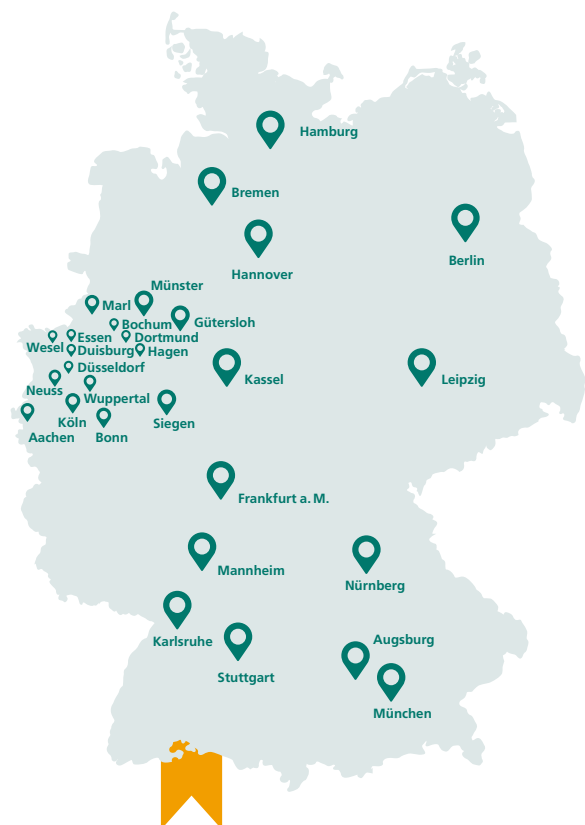 Hamburg
Bremen
Hannover
Berlin
Münster
Marl
Bochum
Gütersloh
Essen
Dortmund
Wesel
Duisburg
Hagen
Düsseldorf
Kassel
Leipzig
Neuss
Wuppertal
Köln
Siegen
Aachen
Bonn
Frankfurt a. M.
Mannheim
Nürnberg
Karlsruhe
Augsburg
Stuttgart
München